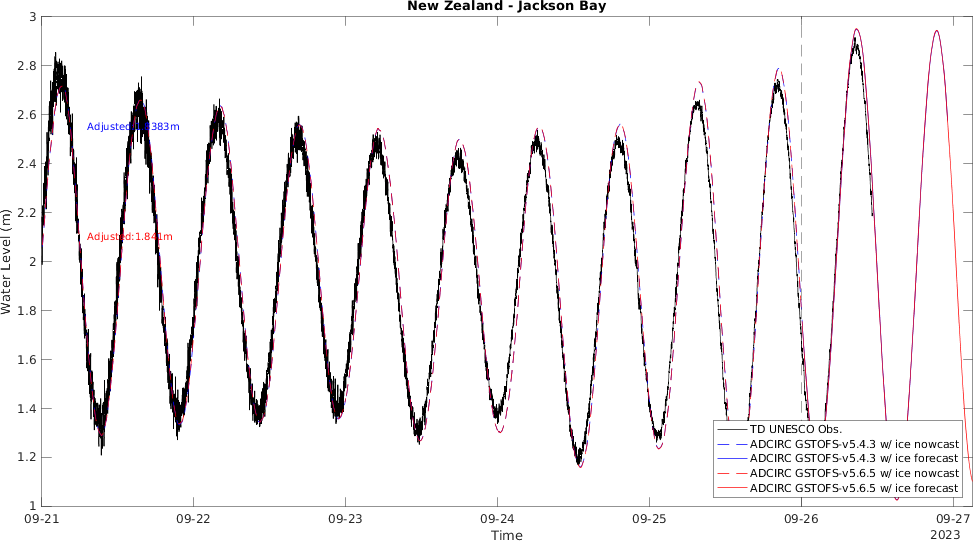 New Zealand - Jackson Bay
Water Level (m)
3
2.8
2.6
2.4
2.2
2
1.8
1.6
1.4
1.2
1
Adjusted: 383m
Adjusted:1.841m
TD UNESCO Obs.
ADCIRC GSTOFS-v5.4.3 w/ ice nowcast
ADCIRC GSTOFS-v5.4.3 w/ ice forecast
ADCIRC GSTOFS-v5.6.5 w/ ice nowcast
ADCIRC GSTOFS-v5.6.5 w/ ice forecast
09-21 09-22 09-23 09-24 09-25 09-26 09-27
Time
2023